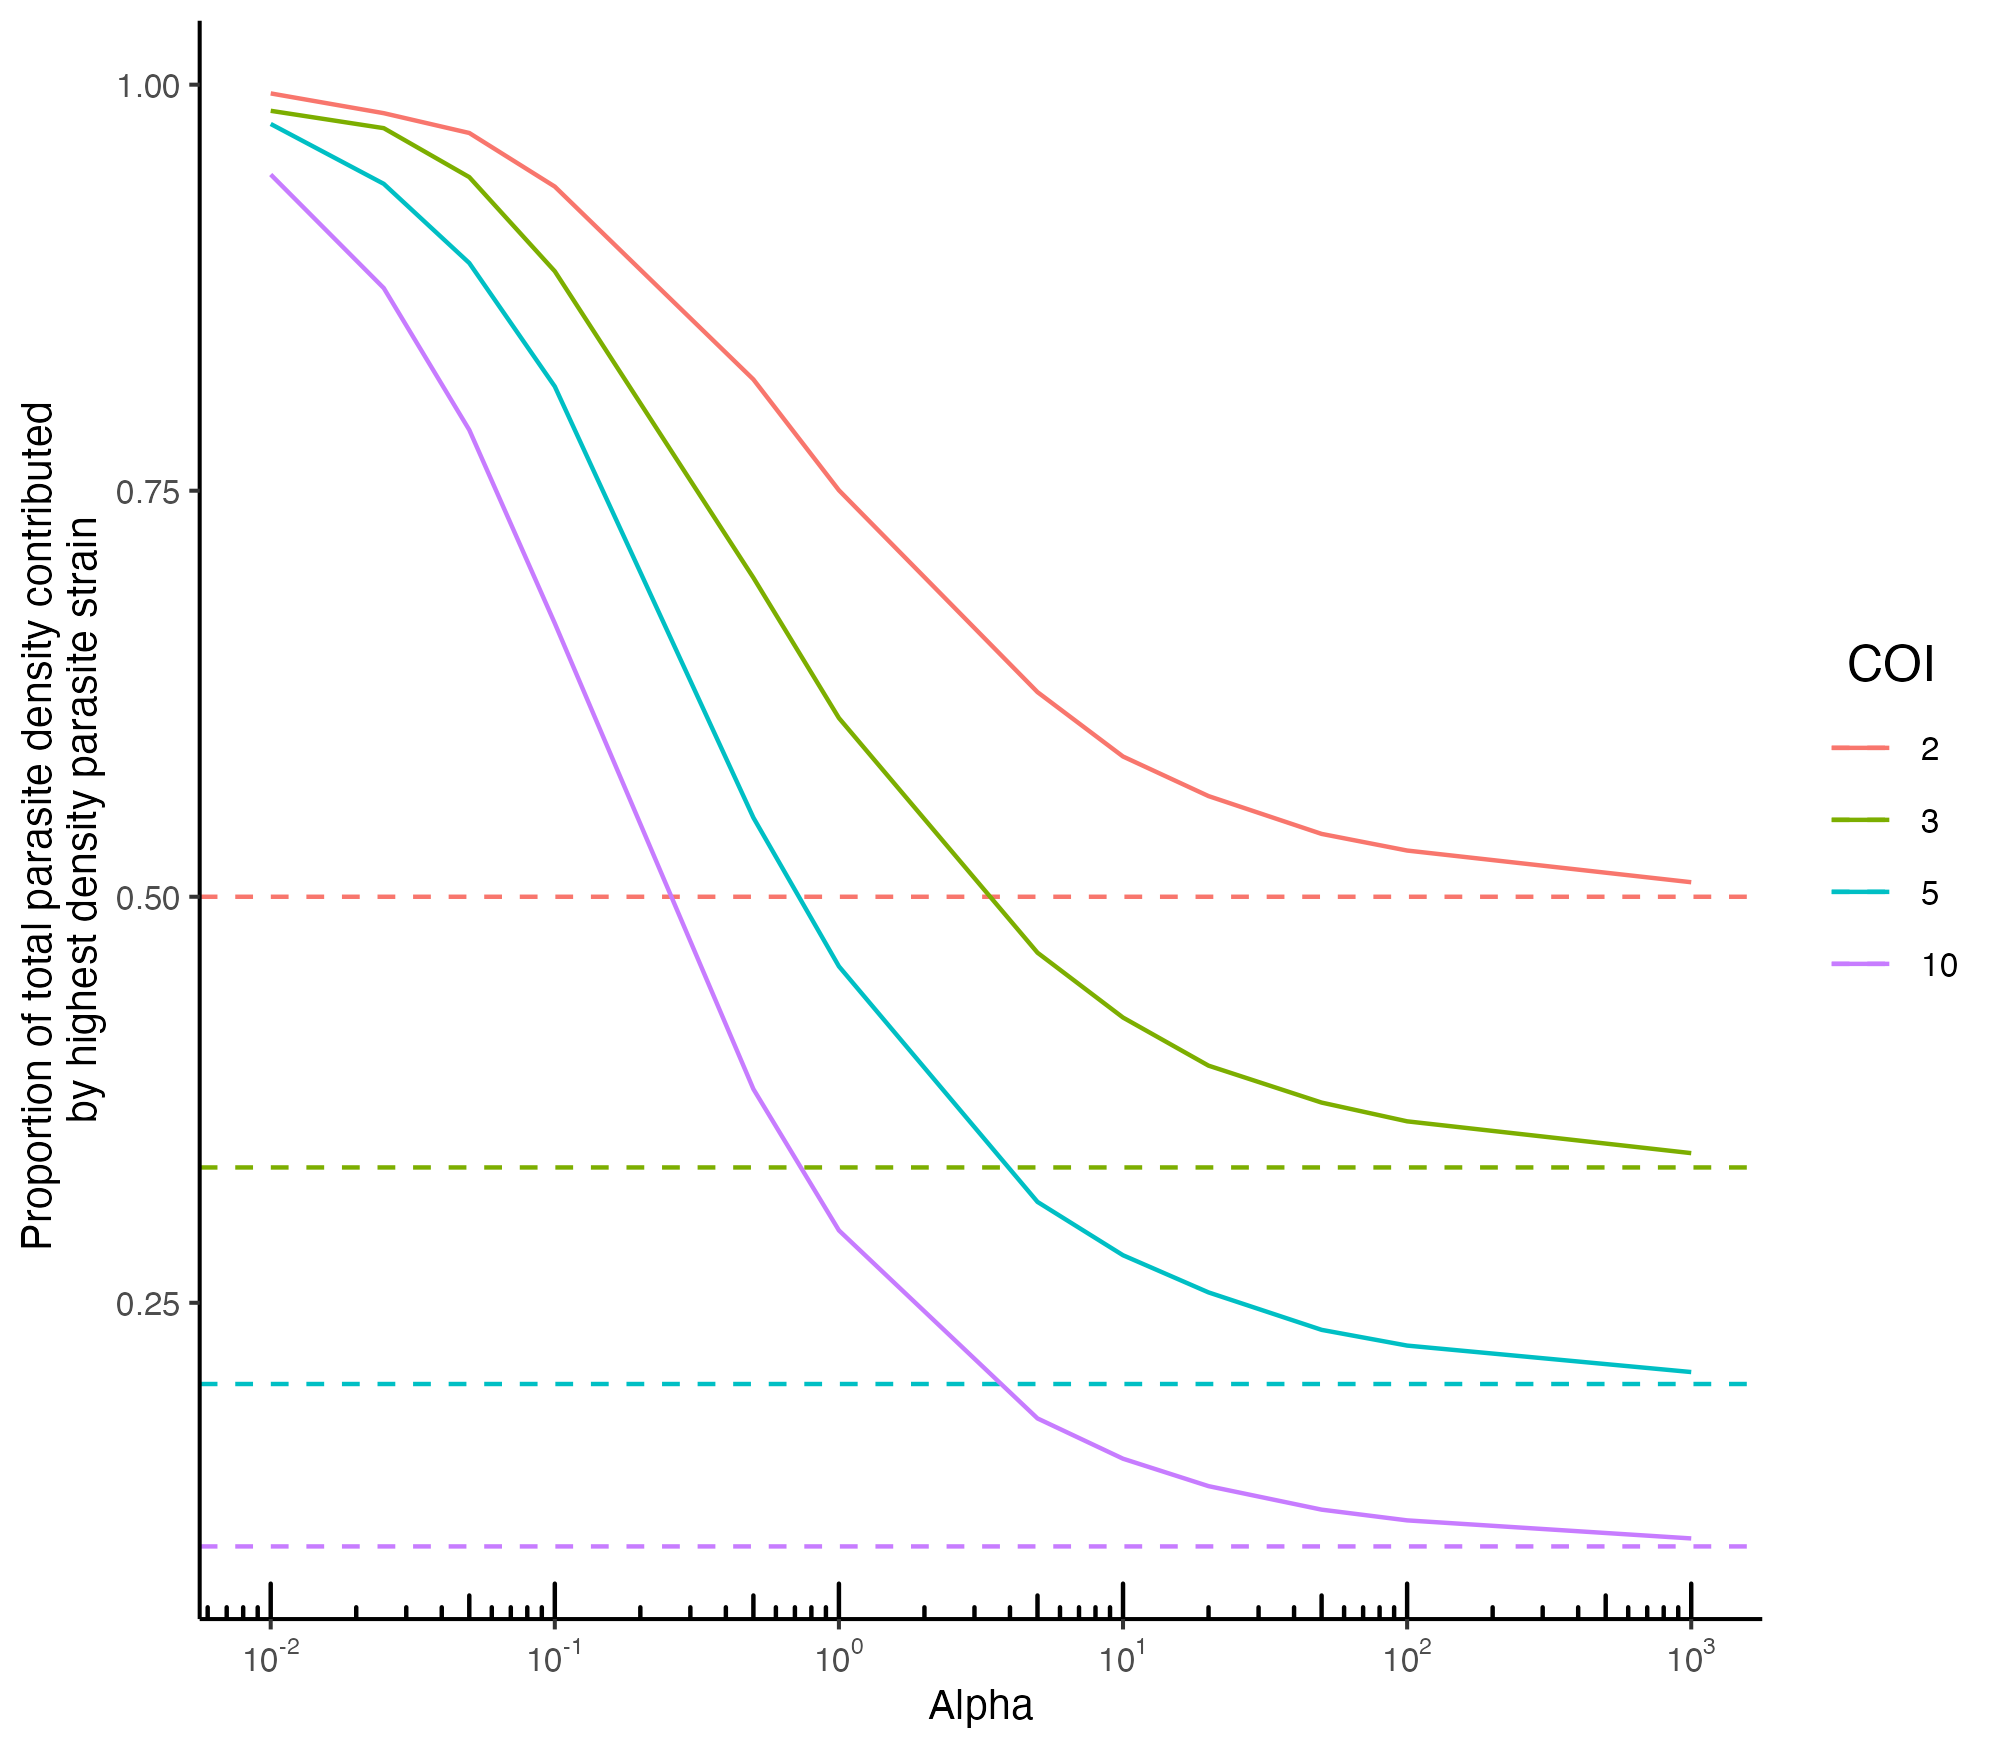 Proportion of total parasite density contributed
by highest density parasite strain
1.00
0.75
0.50
0.25
10⁻² 10⁻¹ 10⁰ 10¹ 10² 10³
Alpha
COI
2
3
5
10